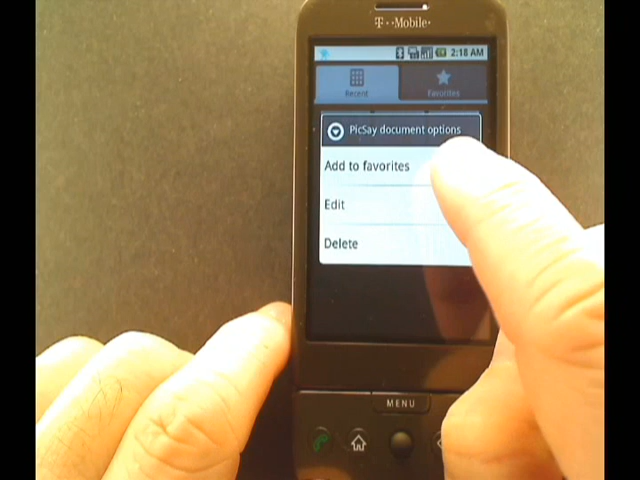 T··Mobile·
2:18 AM
Recent
Favorites
PicSay document options
Add to favorites
Edit
Delete
MENU